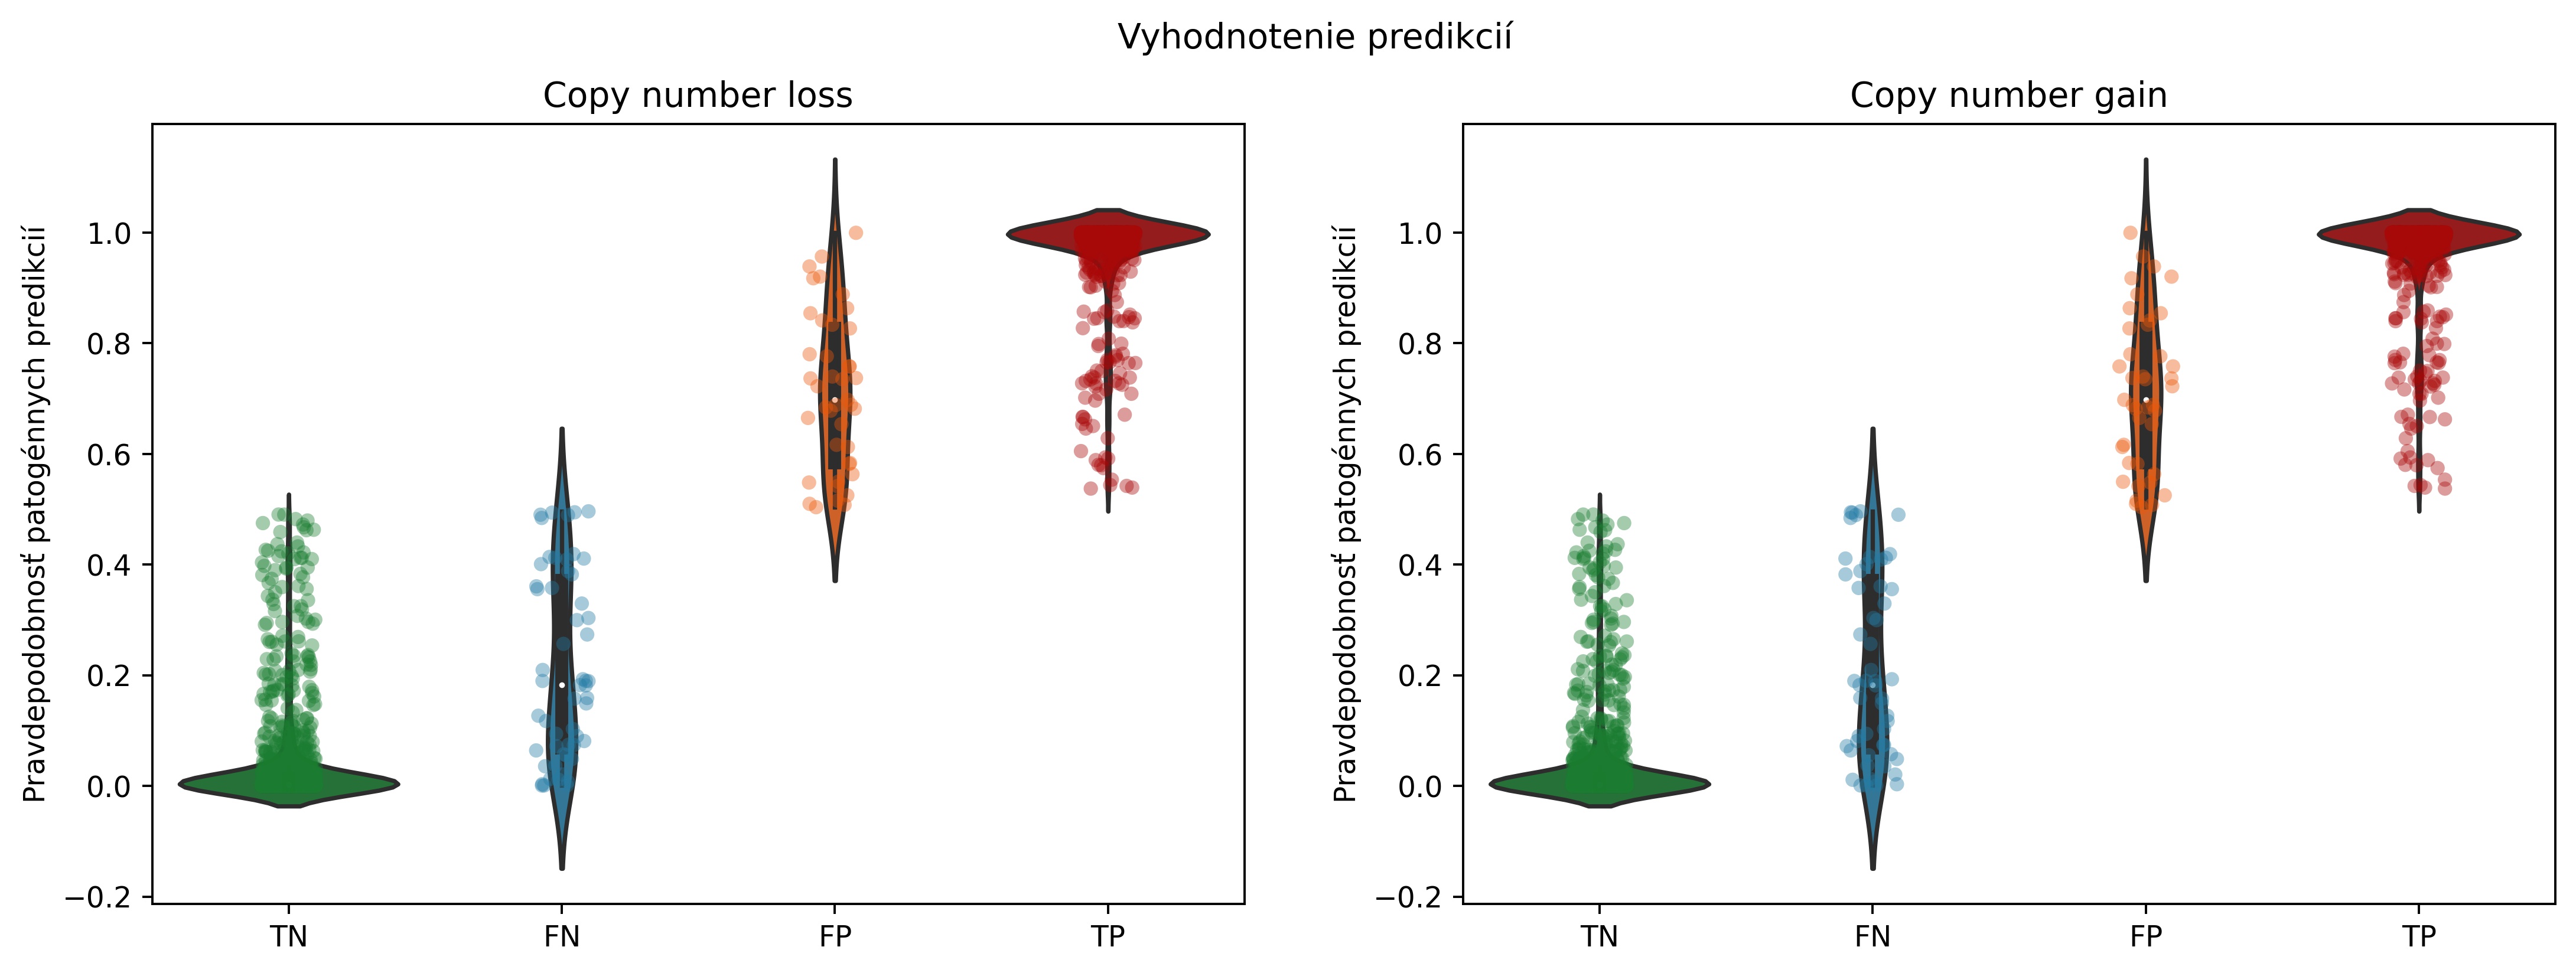 Vyhodnotenie predikcií
Copy number loss
Pravdepodobnosť patogénnych predikcií
1.0
0.8
0.6
0.4
0.2
0.0
−0.2
TN FN FP TP
Copy number gain
Pravdepodobnosť patogénnych predikcií
1.0
0.8
0.6
0.4
0.2
0.0
−0.2
TN FN FP TP